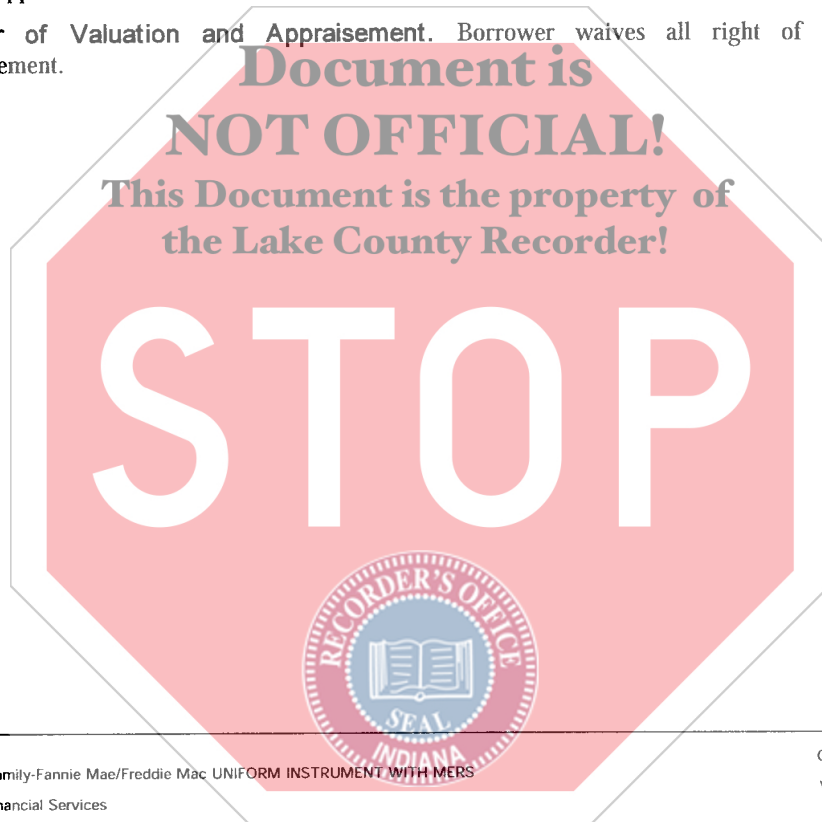 of Valuation and Appraisement. Borrower waives all right of
ement.
Document is
NOT OFFICIAL!
This Document is the property of
the Lake County Recorder!
STOP
RECORDER'S OFFICE
SEAL
INDIANA
amily-Fannie Mae/Freddie Mac UNIFORM INSTRUMENT WITH MERS
nancial Services